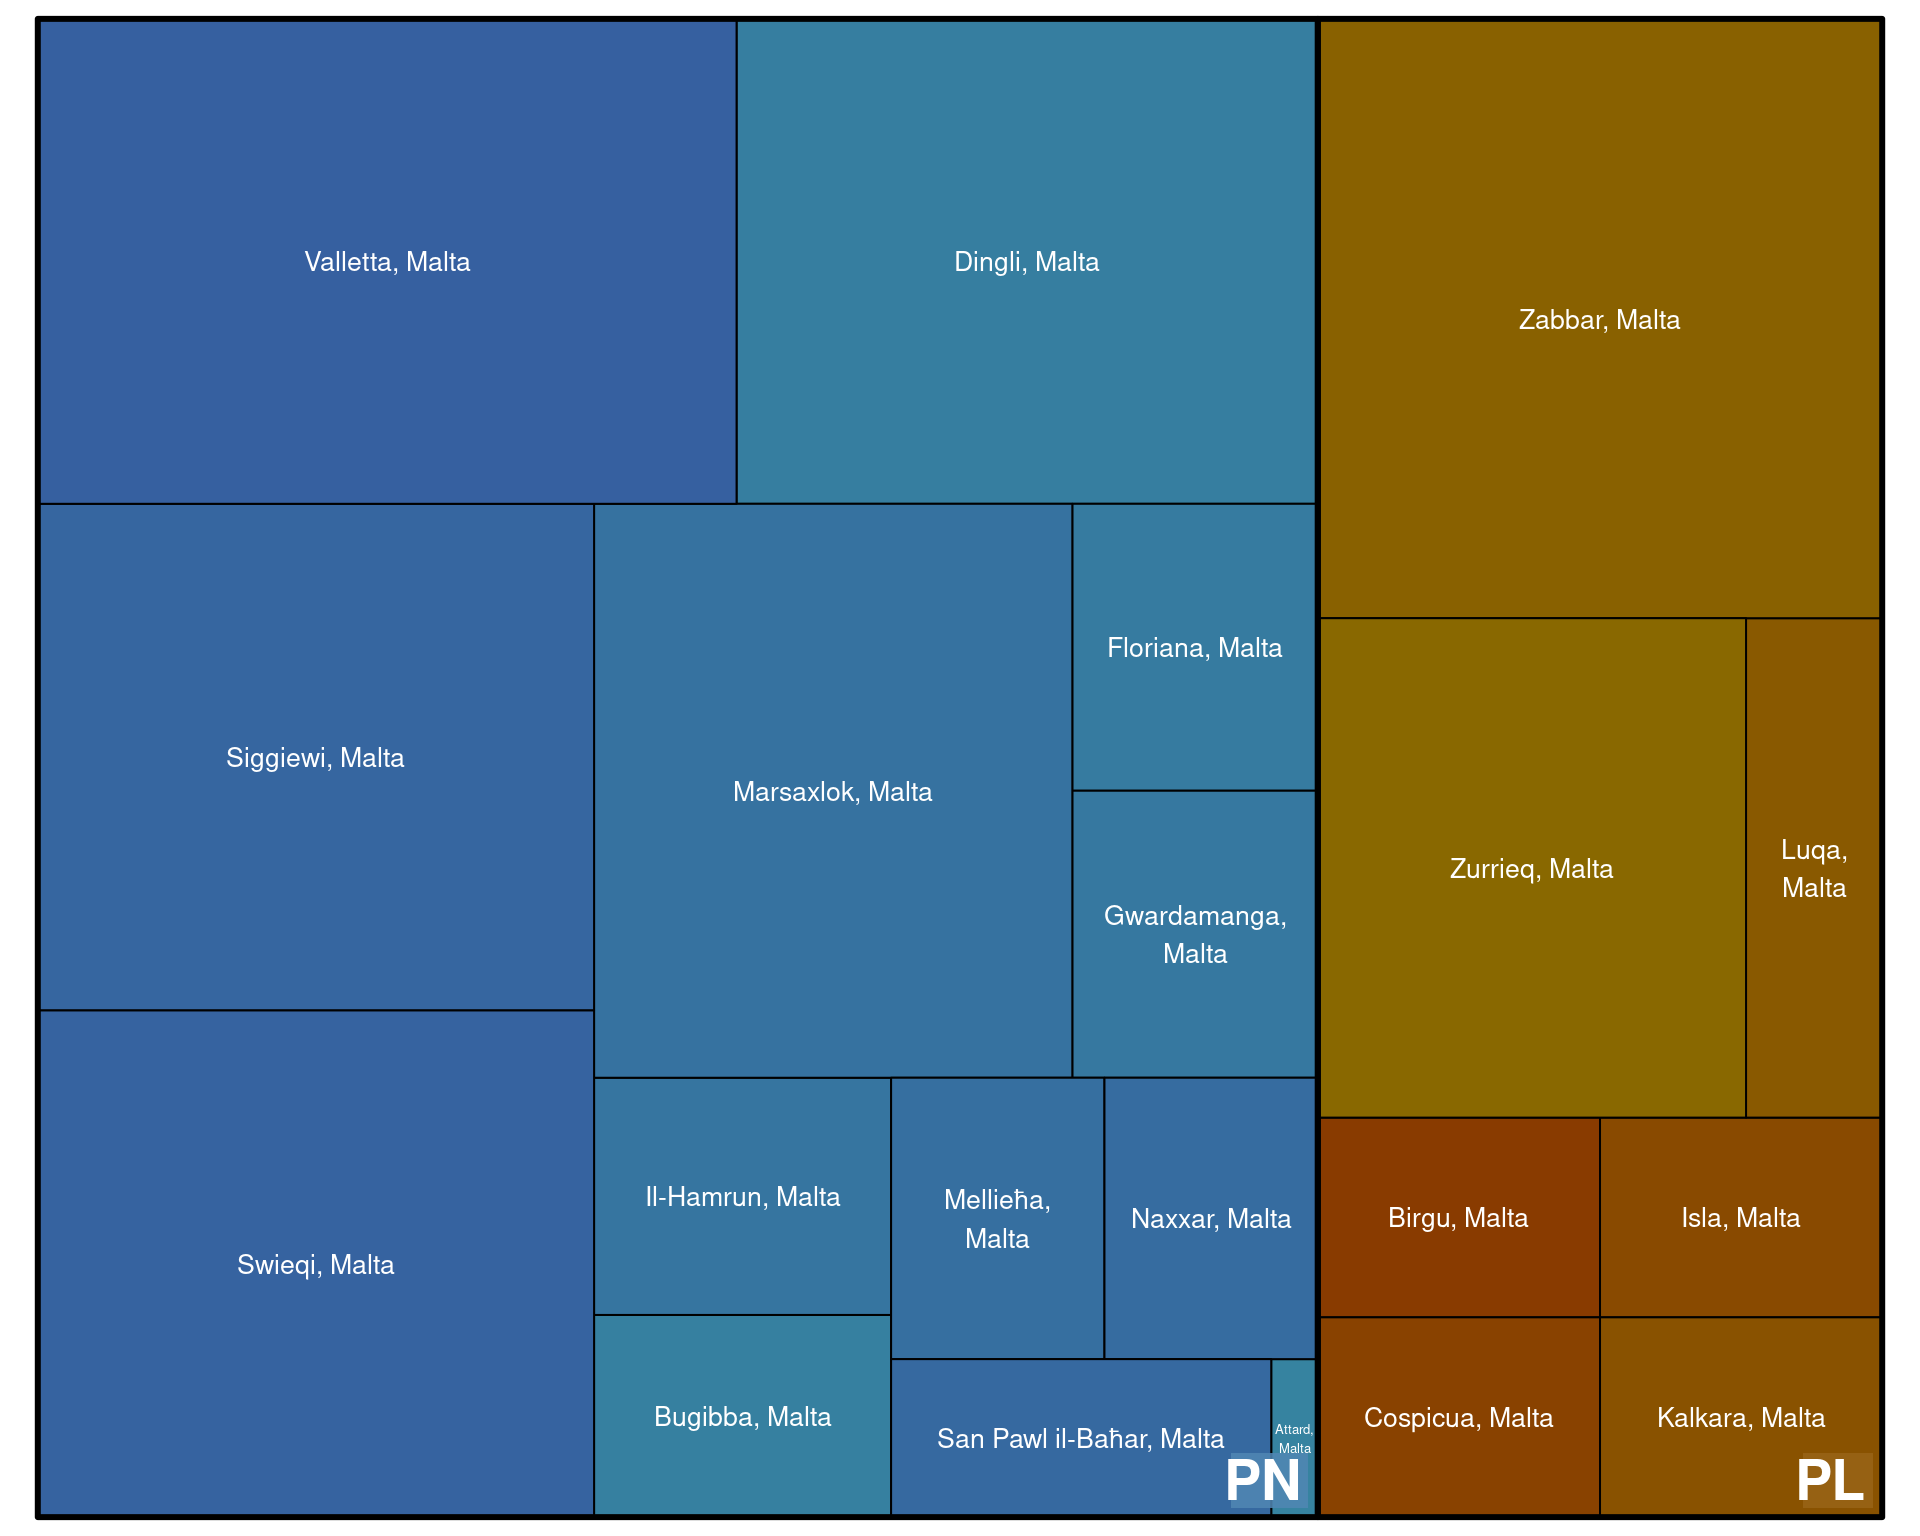 Valletta, Malta
Dingli, Malta
Zabbar, Malta
Siggiewi, Malta
Marsaxlok, Malta
Floriana, Malta
Gwardamanga,
Malta
Zurrieq, Malta
Luqa,
Malta
Swieqi, Malta
Il-Hamrun, Malta
Mellieħa,
Malta
Naxxar, Malta
Birgu, Malta
Isla, Malta
Bugibba, Malta
San Pawl il-Baħar, Malta
Attard,
Malta
Cospicua, Malta
Kalkara, Malta
PN
PL